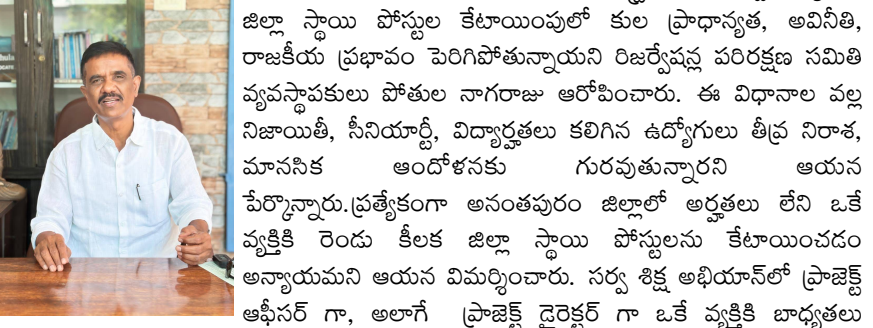 జిల్లా స్థాయి పోస్టుల కేటాయింపులో కుల ప్రాధాన్యత, అవినీతి,
రాజకీయ ప్రభావం పెరిగిపోతున్నాయని రిజర్వేషన్ల పరిరక్షణ సమితి
వ్యవస్థాపకులు పోతుల నాగరాజు ఆరోపించారు. ఈ విధానాల వల్ల
నిజాయితీ, సీనియార్టీ, విద్యార్హతలు కలిగిన ఉద్యోగులు తీవ్ర నిరాశ,
మానసిక ఆందోళనకు గురవుతున్నారని ఆయన
పేర్కొన్నారు.ప్రత్యేకంగా అనంతపురం జిల్లాలో అర్హతలు లేని ఒకే
వ్యక్తికి రెండు కీలక జిల్లా స్థాయి పోస్టులను కేటాయించడం
అన్యాయమని ఆయన విమర్శించారు. సర్వ శిక్ష అభియాన్‌లో ప్రాజెక్ట్
ఆఫీసర్ గా, అలాగే ప్రాజెక్ట్ డైరెక్టర్ గా ఒకే వ్యక్తికి బాధ్యతలు